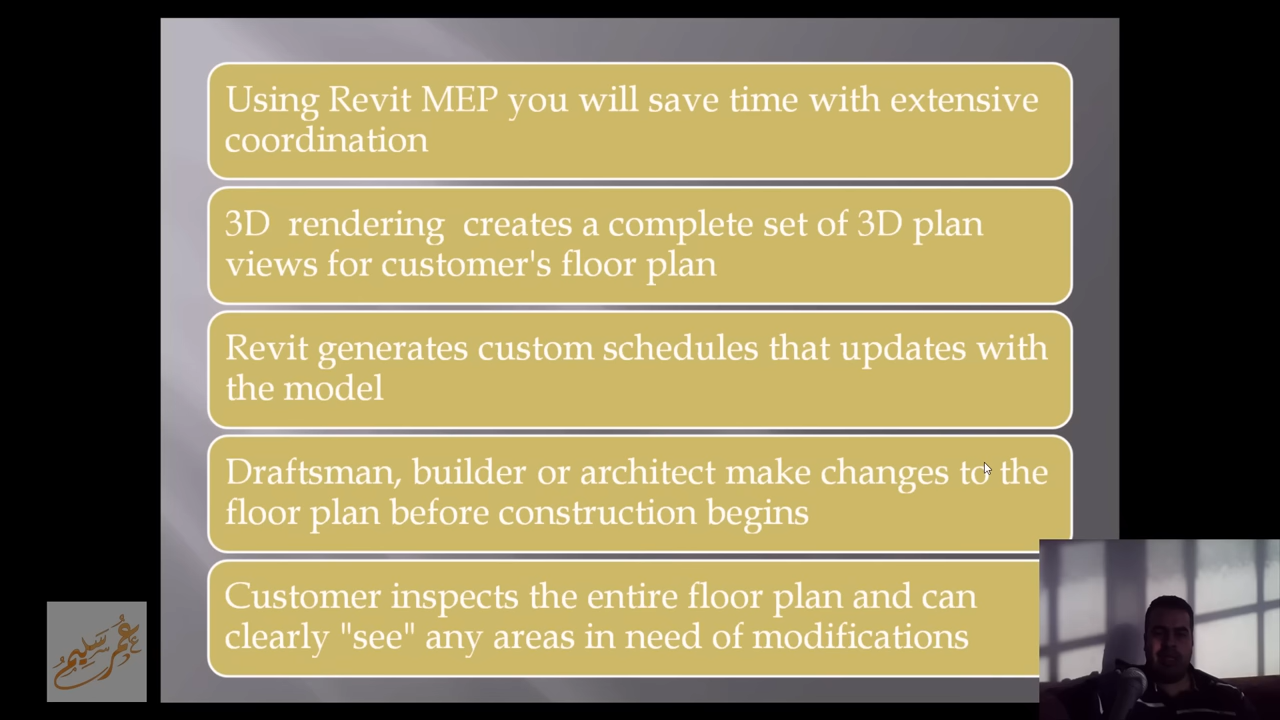 Using Revit MEP you will save time with extensive
coordination
3D rendering creates a complete set of 3D plan
views for customer's floor plan
Revit generates custom schedules that updates with
the model
Draftsman, builder or architect make changes to the
floor plan before construction begins
Customer inspects the entire floor plan and can
clearly "see" any areas in need of modifications
عُمَر سَليم